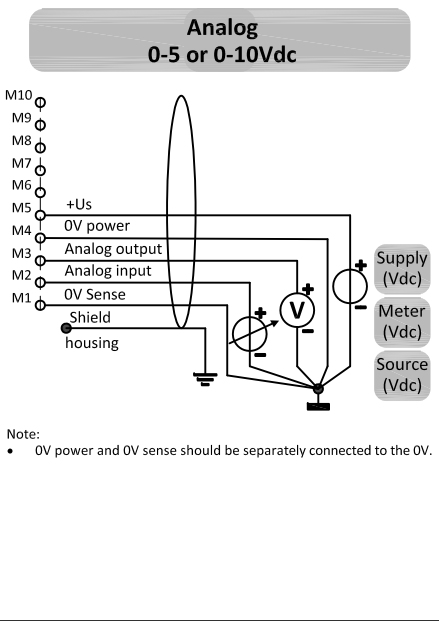 Analog
0-5 or 0-10Vdc
M10
M9
M8
M7
M6
M5 +Us
M4 0V power
M3 Analog output
M2 Analog input
M1 0V Sense
Shield
housing
+
-
+
V
-
+
-
Supply
(Vdc)
Meter
(Vdc)
Source
(Vdc)
Note:
• 0V power and 0V sense should be separately connected to the 0V.